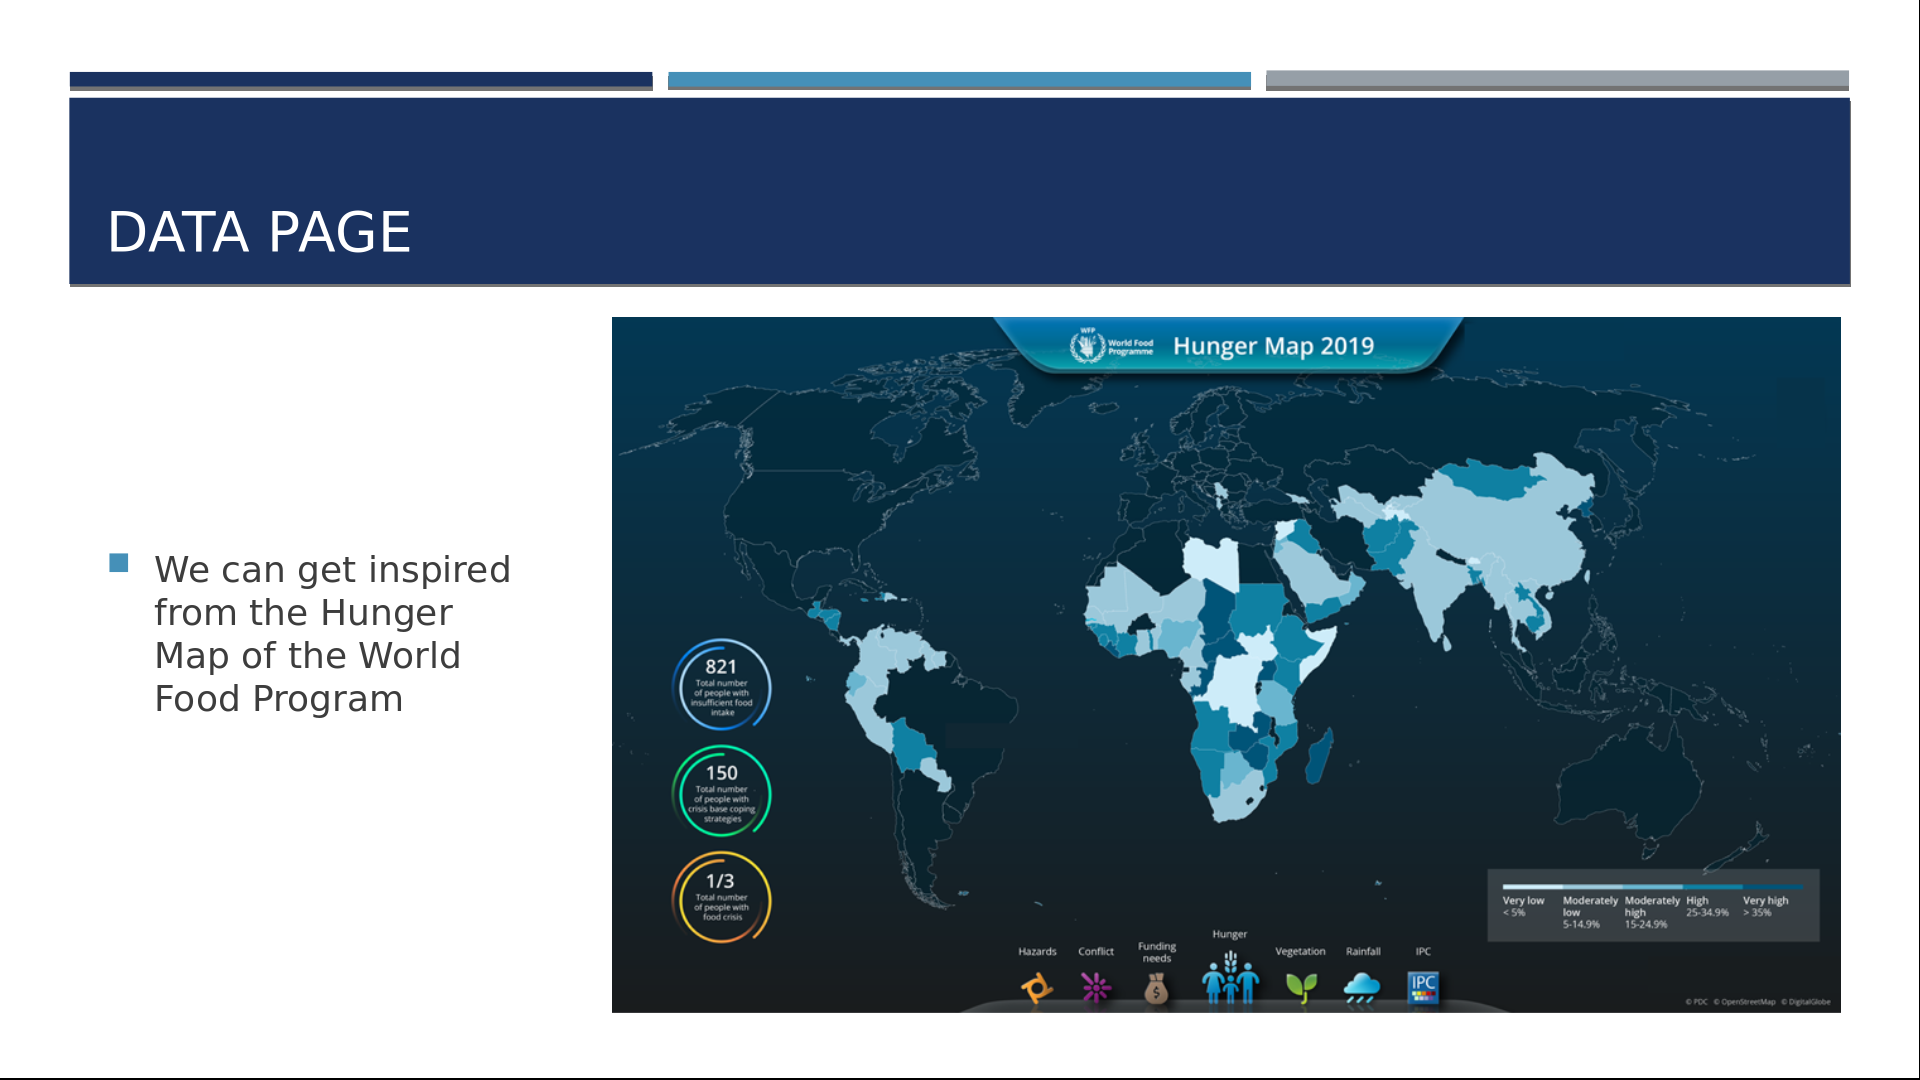 DATA PAGE
We can get inspired
from the Hunger
Map of the World
Food Program
WFP
World Food
Programme
Hunger Map 2019
821
Total number
of people with
insufficient food
intake
150
Total number
of people with
crisis base coping
strategies
1/3
Total number
of people with
food crisis
Very low
< 5%
Moderately
low
5-14.9%
Moderately
high
15-24.9%
High
25-34.9%
Very high
> 35%
Hazards
Conflict
Funding
needs
$
Hunger
Vegetation
Rainfall
IPC
IPC
© PDC © OpenStreetMap © DigitalGlobe